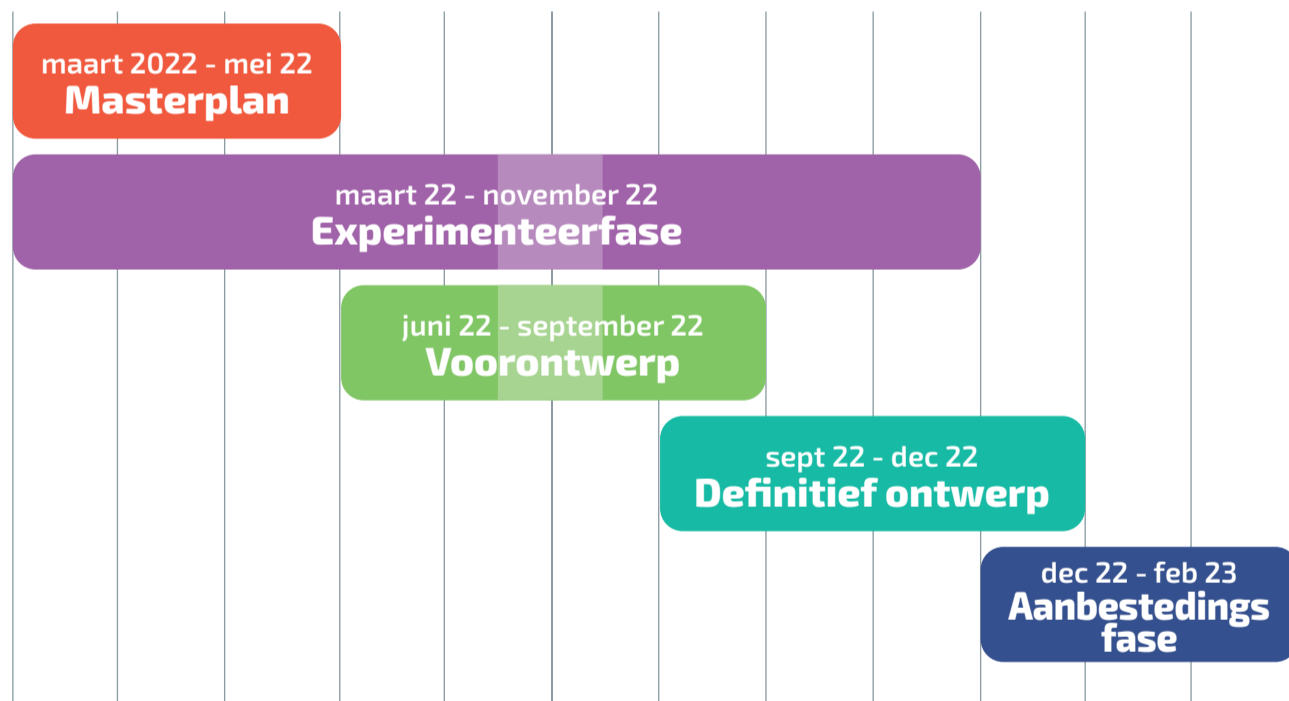 maart 2022 - mei 22
Masterplan
maart 22 - november 22
Experimenteerfase
juni 22 - september 22
Voorontwerp
sept 22 - dec 22
Definitief ontwerp
dec 22 - feb 23
Aanbestedings
fase